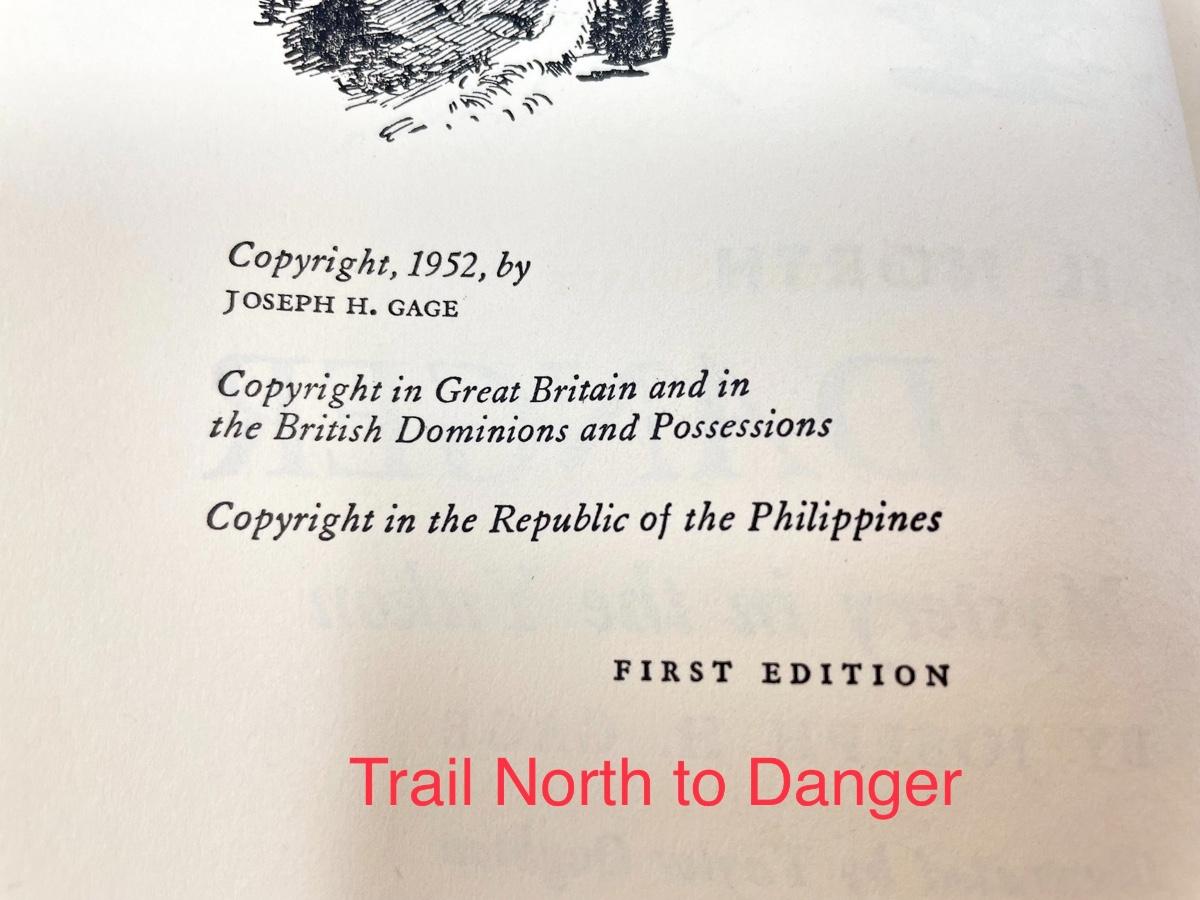 Copyright, 1952, by
JOSEPH H. GAGE
Copyright in Great Britain and in
the British Dominions and Possessions
Copyright in the Republic of the Philippines
FIRST EDITION
Trail North to Danger